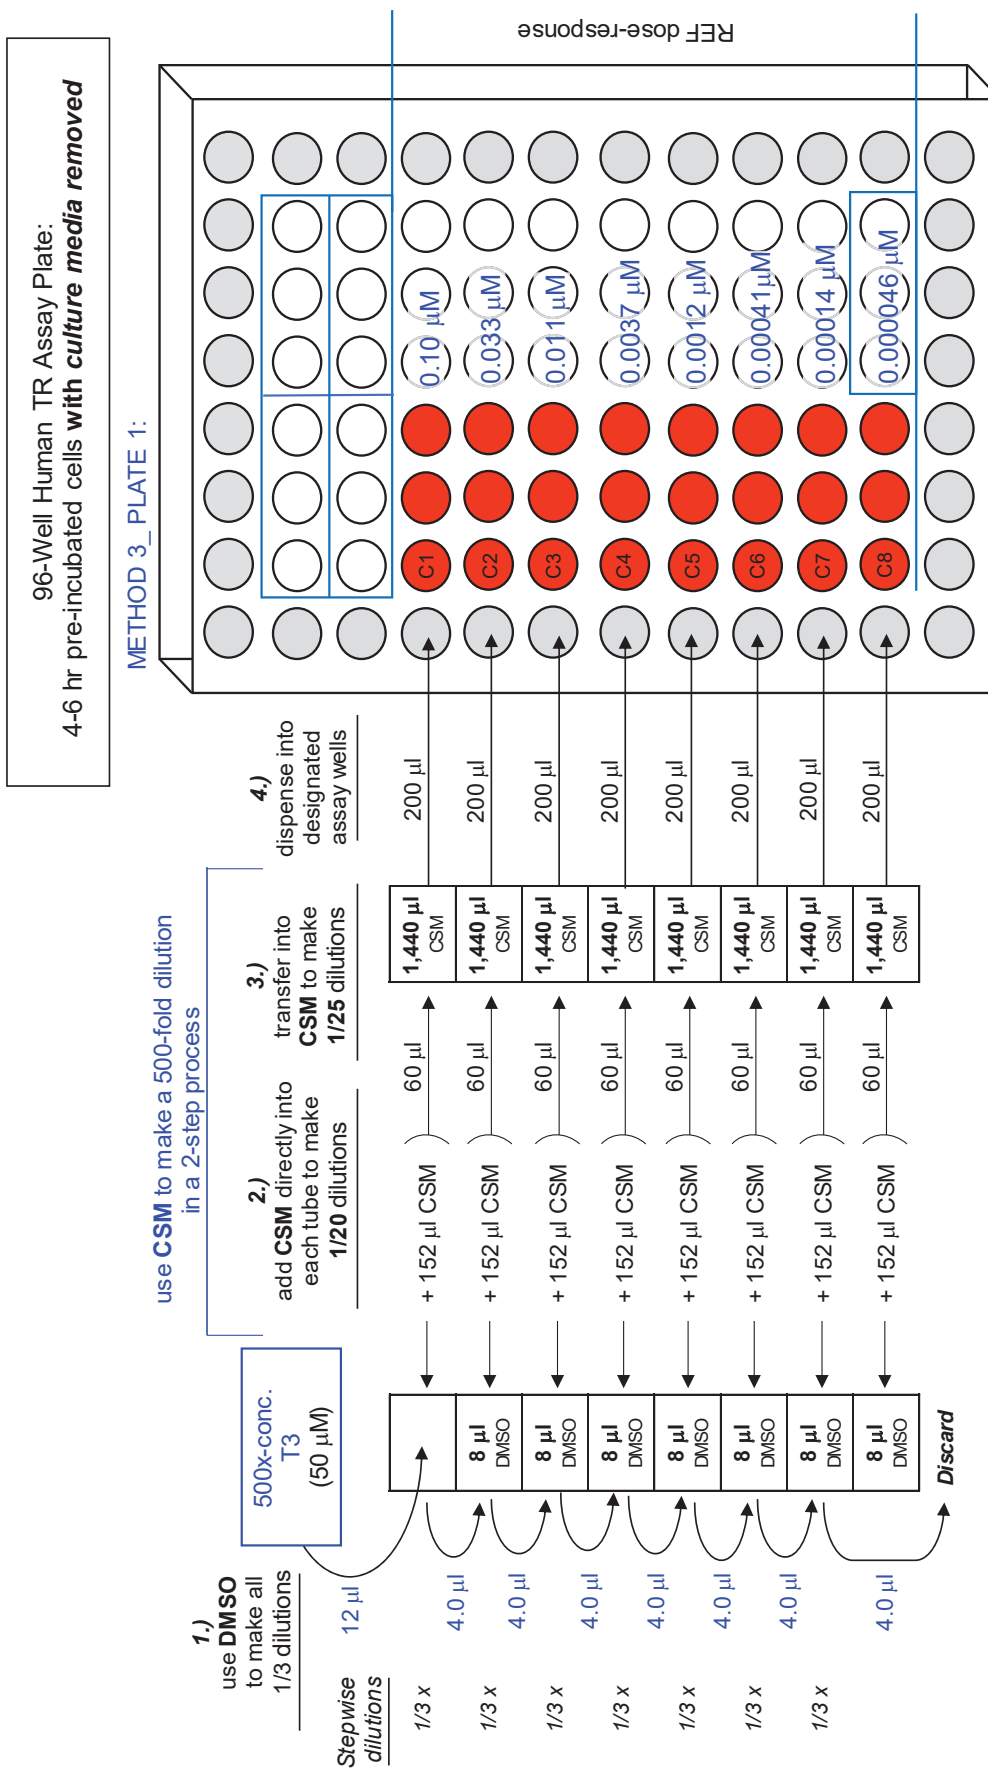 96-Well Human TR Assay Plate:
4-6 hr pre-incubated cells with culture media removed
METHOD 3_ PLATE 1:
REF dose-response
use CSM to make a 500-fold dilution
in a 2-step process
1.)
use DMSO
to make all
1/3 dilutions
2.)
add CSM directly into
each tube to make
1/20 dilutions
3.)
transfer into
CSM to make
1/25 dilutions
4.)
dispense into
designated
assay wells
500x-conc.
T3
(50 µM)
Stepwise
dilutions
12 µl
1/3 x
4.0 µl
+ 152 µl CSM
60 µl
1,440 µl
CSM
200 µl
C1
0.10 µM
1/3 x
4.0 µl
8 µl
DMSO
+ 152 µl CSM
60 µl
1,440 µl
CSM
200 µl
C2
0.033 µM
1/3 x
4.0 µl
8 µl
DMSO
+ 152 µl CSM
60 µl
1,440 µl
CSM
200 µl
C3
0.011 µM
1/3 x
4.0 µl
8 µl
DMSO
+ 152 µl CSM
60 µl
1,440 µl
CSM
200 µl
C4
0.0037 µM
1/3 x
4.0 µl
8 µl
DMSO
+ 152 µl CSM
60 µl
1,440 µl
CSM
200 µl
C5
0.0012 µM
1/3 x
4.0 µl
8 µl
DMSO
+ 152 µl CSM
60 µl
1,440 µl
CSM
200 µl
C6
0.00041µM
1/3 x
8 µl
DMSO
+ 152 µl CSM
60 µl
1,440 µl
CSM
200 µl
C7
0.00014 µM
4.0 µl
8 µl
DMSO
+ 152 µl CSM
60 µl
1,440 µl
CSM
200 µl
C8
0.000046 µM
Discard